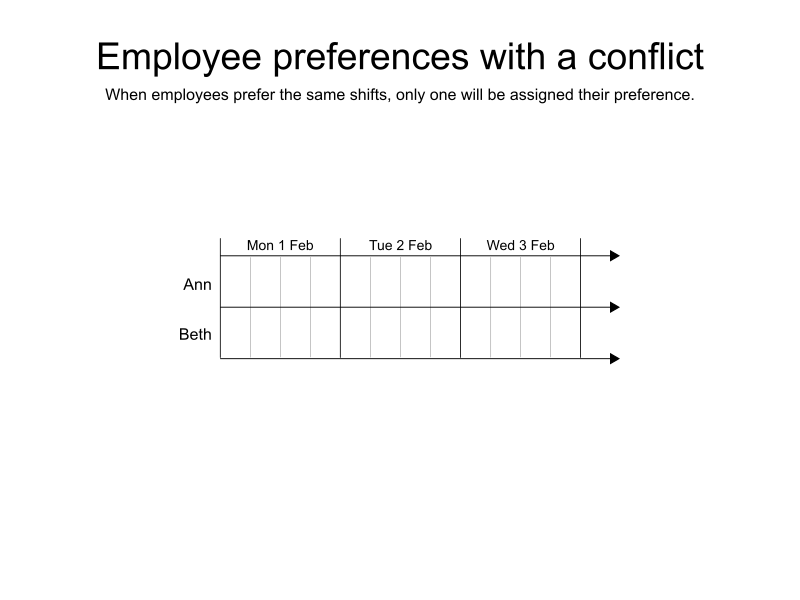 Employee preferences with a conflict
When employees prefer the same shifts, only one will be assigned their preference.
Mon 1 Feb Tue 2 Feb Wed 3 Feb
Ann
Beth